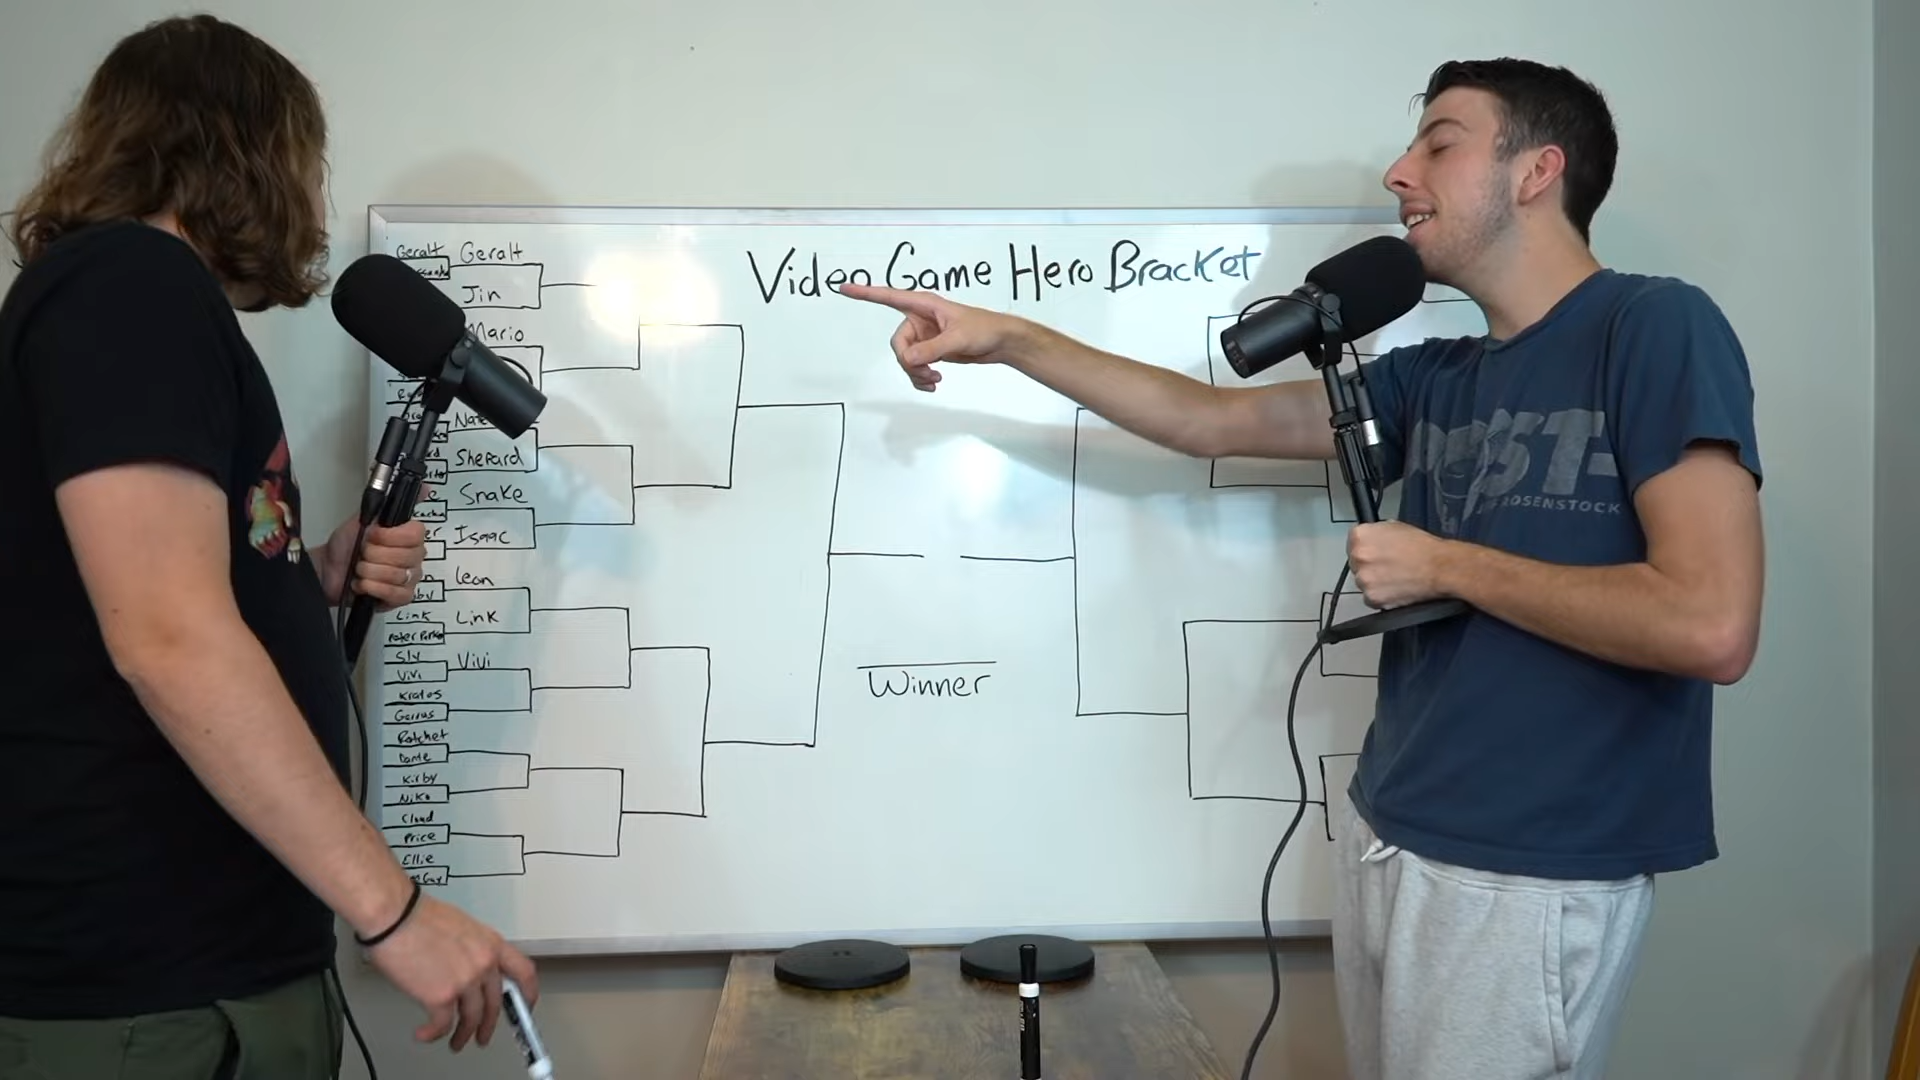 Video Game Hero Bracket
Geralt
Geralt
Jin
Mario
Nate
Shepard
Snake
Isaac
Leon
Link
Link
Peter Parker
Sly
Vivi
Vivi
Kratos
Garrus
Ratchet
Dante
Kirby
Niko
Cloud
Price
Ellie
Winner
ROSENSTOCK